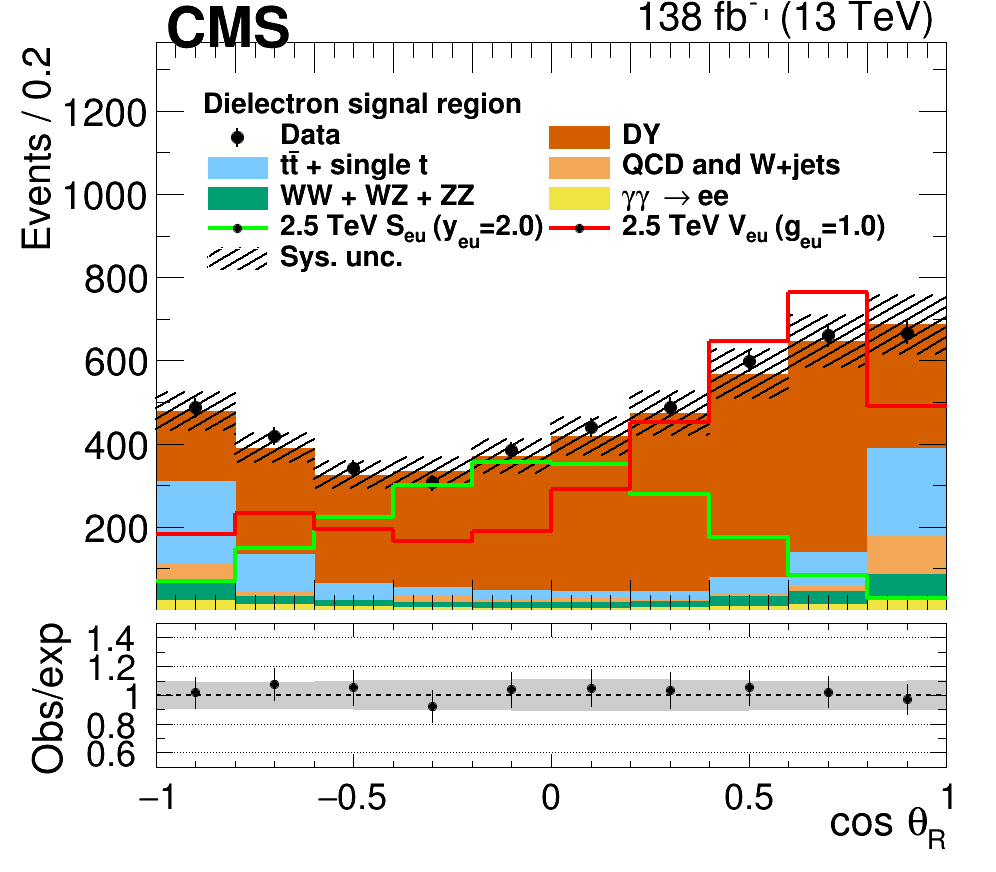 CMS 138 fb⁻¹ (13 TeV)
Events / 0.2
1200
1000
800
600
400
200
Dielectron signal region
Data DY
tt̄ + single t QCD and W+jets
WW + WZ + ZZ γγ → ee
2.5 TeV S_eu (y_eu=2.0) 2.5 TeV V_eu (g_eu=1.0)
Sys. unc.
Obs/exp
1.4
1.2
1
0.8
0.6
−1 −0.5 0 0.5 1
cos θ_R